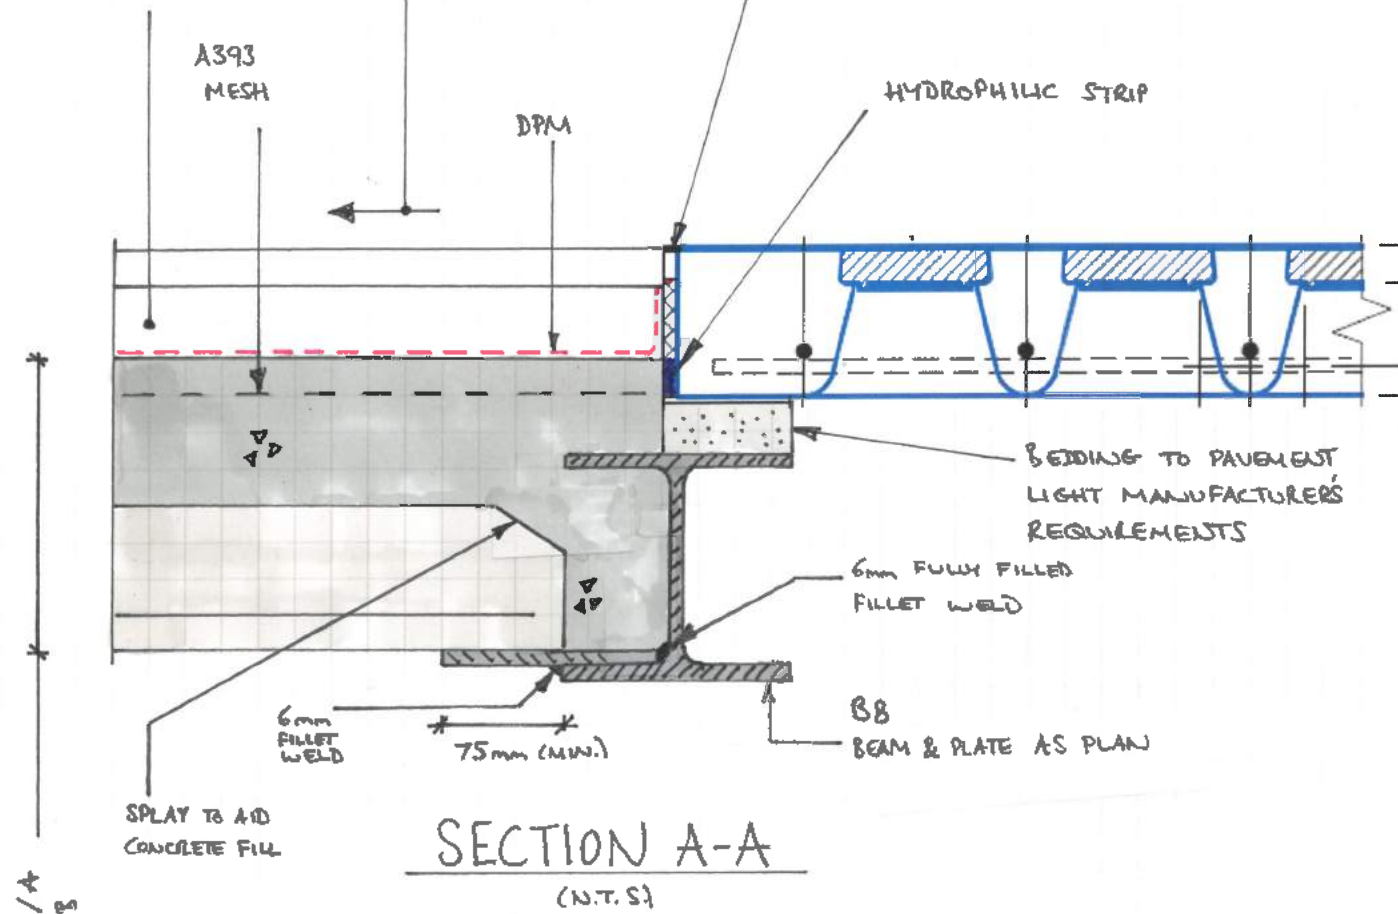 A393
MESH
DPM
HYDROPHILIC STRIP
BEDDING TO PAVEMENT
LIGHT MANUFACTURER'S
REQUIREMENTS
6mm FULLY FILLED
FILLET WELD
B8
BEAM & PLATE AS PLAN
6mm
FILLET
WELD
75mm (MIN.)
SPLAY TO AID
CONCRETE FILL
SECTION A-A
(N.T.S)